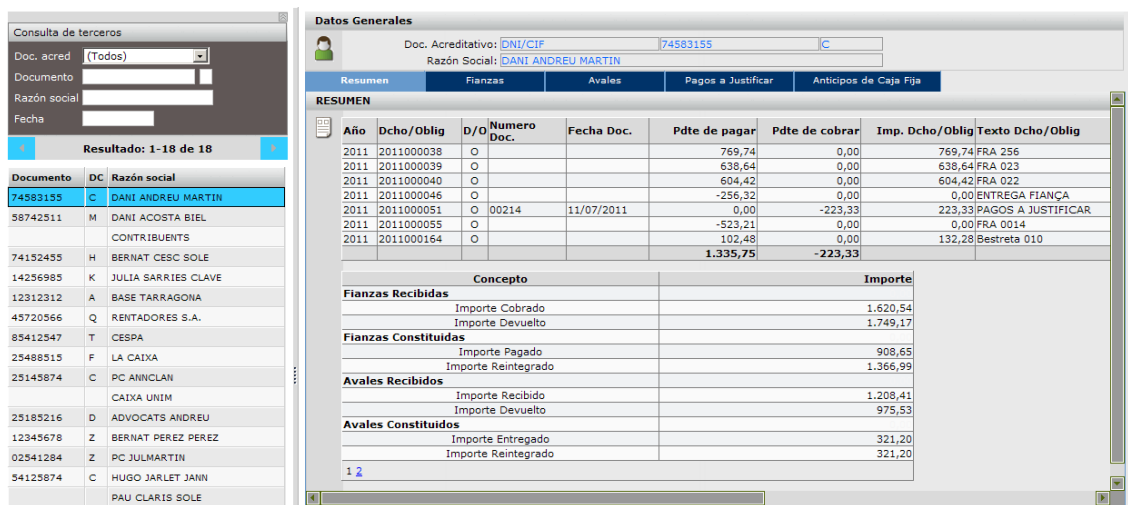 Consulta de terceros
Doc. acred (Todos)
Documento
Razón social
Fecha
Resultado: 1-18 de 18
Documento DC Razón social
74583155 C DANI ANDREU MARTIN
58742511 M DANI ACOSTA BIEL
CONTRIBUENTS
74152455 H BERNAT CESC SOLE
14256985 K JULIA SARRIES CLAVE
12312312 A BASE TARRAGONA
45720566 Q RENTADORES S.A.
85412547 T CESPA
25488515 F LA CAIXA
25145874 C PC ANNCLAN
CAIXA UNIM
25185216 D ADVOCATS ANDREU
12345678 Z BERNAT PEREZ PEREZ
02541284 Z PC JULMARTIN
54125874 C HUGO JARLET JANN
PAU CLARIS SOLE
Datos Generales
Doc. Acreditativo: DNI/CIF 74583155 C
Razón Social: DANI ANDREU MARTIN
Resumen Fianzas Avales Pagos a Justificar Anticipos de Caja Fija
RESUMEN
Año Dcho/Oblig D/O Numero Doc. Fecha Doc. Pdte de pagar Pdte de cobrar Imp. Dcho/Oblig Texto Dcho/Oblig
2011 2011000038 O 769,74 0,00 769,74 FRA 256
2011 2011000039 O 638,64 0,00 638,64 FRA 023
2011 2011000040 O 604,42 0,00 604,42 FRA 022
2011 2011000046 O -256,32 0,00 0,00 ENTREGA FIANÇA
2011 2011000051 O 00214 11/07/2011 0,00 -223,33 223,33 PAGOS A JUSTIFICAR
2011 2011000055 O -523,21 0,00 0,00 FRA 0014
2011 2011000164 O 102,48 0,00 132,28 Bestreta 010
1.335,75 -223,33
Concepto Importe
Fianzas Recibidas
Importe Cobrado 1.620,54
Importe Devuelto 1.749,17
Fianzas Constituidas
Importe Pagado 908,65
Importe Reintegrado 1.366,99
Avales Recibidos
Importe Recibido 1.208,41
Importe Devuelto 975,53
Avales Constituidos
Importe Entregado 321,20
Importe Reintegrado 321,20
1 2